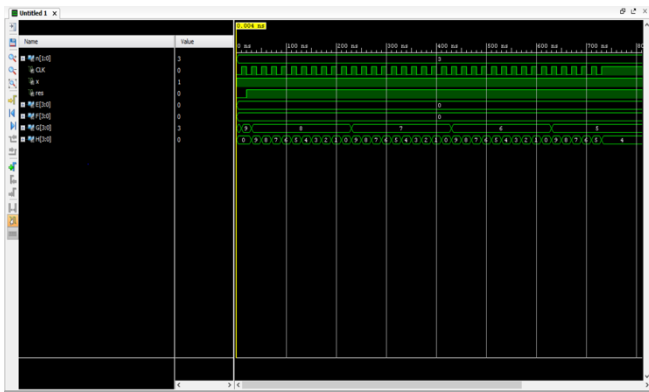 Untitled 1 X
0.004 ns
Name Value
0 ns 100 ns 200 ns 300 ns 400 ns 500 ns 600 ns 700 ns
n[3:0] 3 3
CLK 0
x 1
res 0
E[3:0] 0 0
F[3:0] 0 0
G[3:0] 3 9 8 7 6 5
H[3:0] 0 0 9 8 7 6 5 4 3 2 1 0 9 8 7 6 5 4 3 2 1 0 9 8 7 6 5 4 3 2 1 0 9 8 7 6 5 4